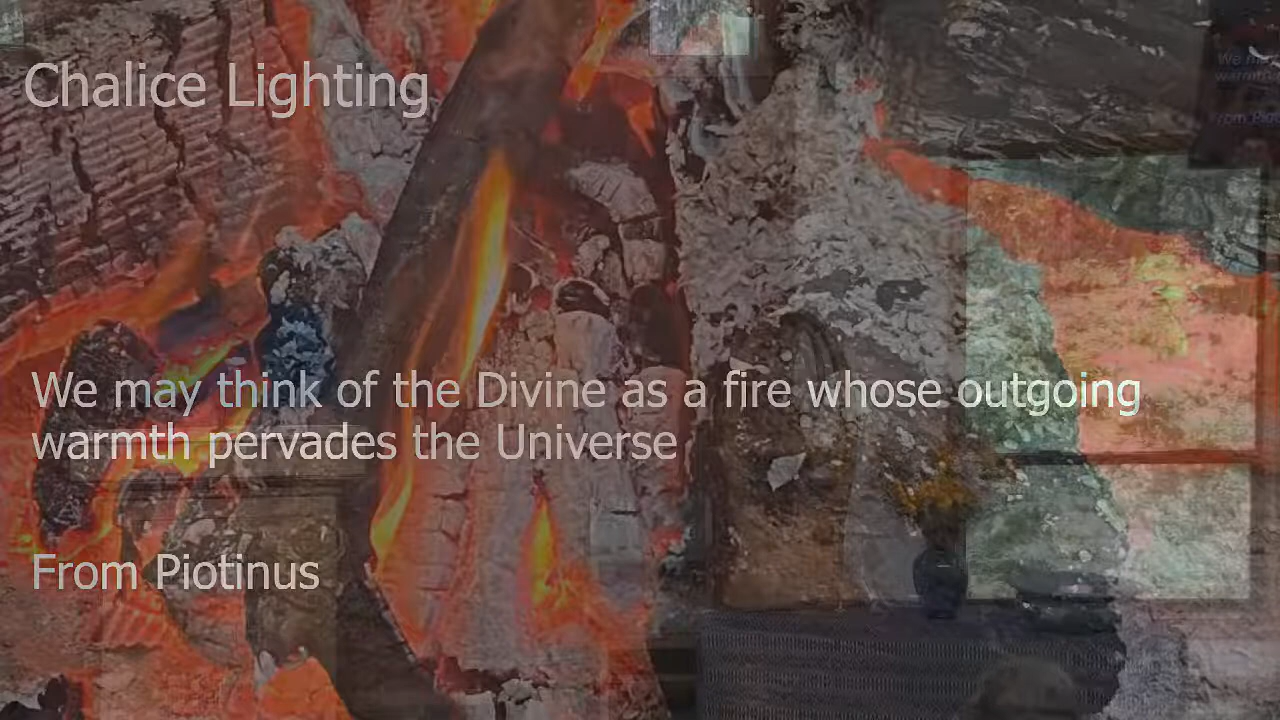 Chalice Lighting
We may think of the Divine as a fire whose outgoing
warmth pervades the Universe
From Piotinus